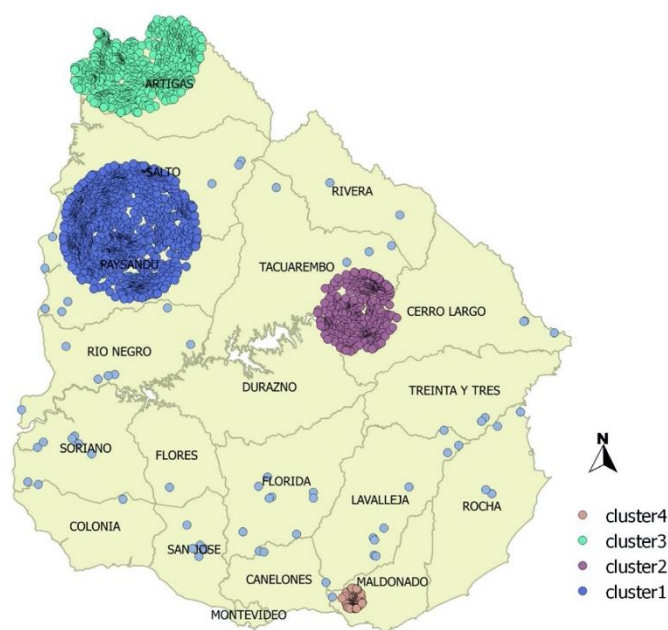 ARTIGAS
SALTO
RIVERA
PAYSANDU
TACUAREMBO
CERRO LARGO
RIO NEGRO
DURAZNO
TREINTA Y TRES
SORIANO
FLORES
FLORIDA
LAVALLEJA
ROCHA
COLONIA
SAN JOSE
CANELONES
MALDONADO
MONTEVIDEO
N
cluster4
cluster3
cluster2
cluster1